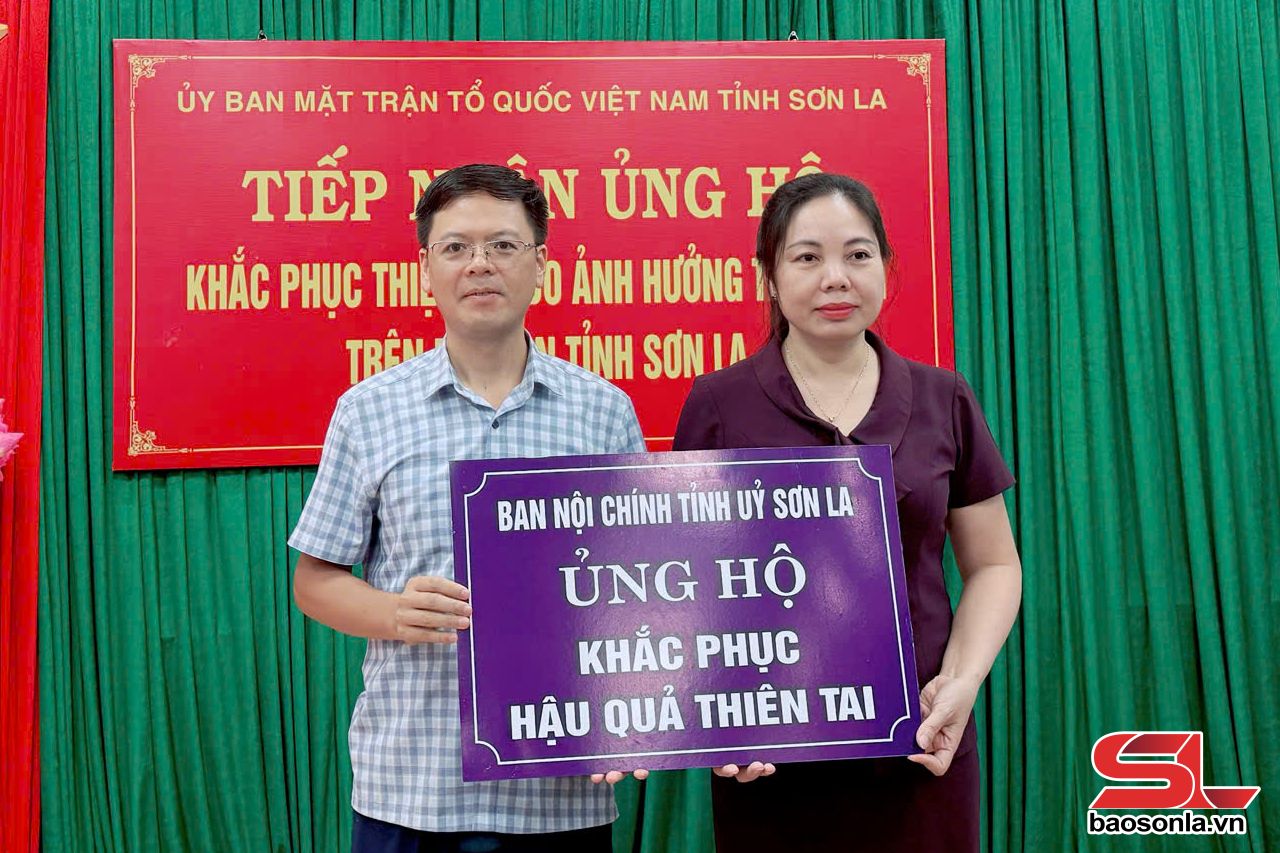 ỦY BAN MẶT TRẬN TỔ QUỐC VIỆT NAM TỈNH SƠN LA
TIẾP ỦNG HỘ
KHẮC PHỤC ẢNH HƯỞNG
TRÊN TỈNH SƠN LA
BAN NỘI CHÍNH TỈNH UỶ SƠN LA
ỦNG HỘ
KHẮC PHỤC
HẬU QUẢ THIÊN TAI
SL
baosonla.vn